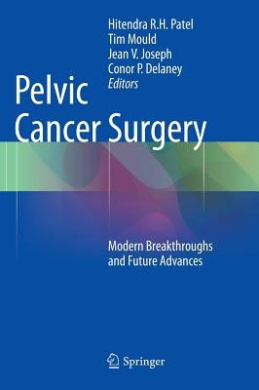 Hitendra R.H. Patel
Tim Mould
Jean V. Joseph
Conor P. Delaney
Editors
Pelvic
Cancer Surgery
Modern Breakthroughs
and Future Advances
Springer